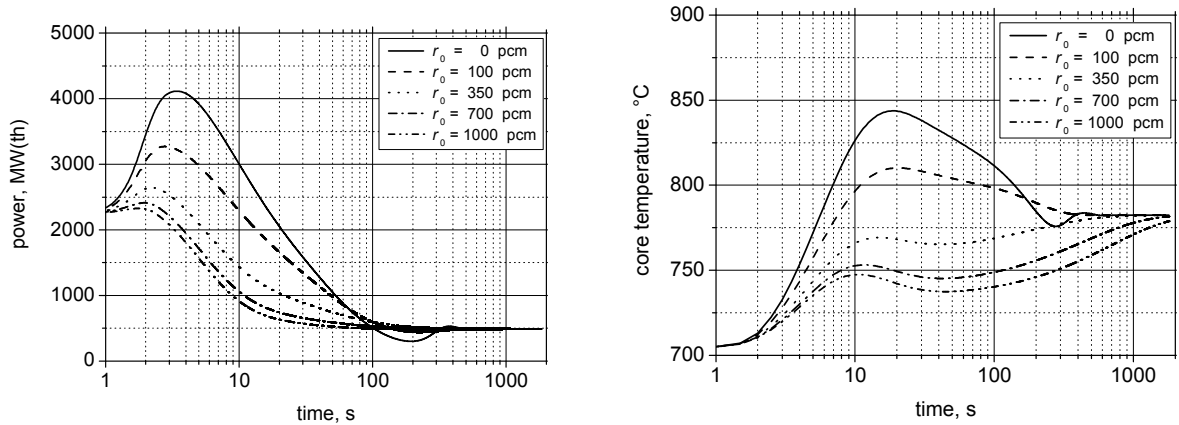 5000
4000
3000
2000
1000
0
power, MW(th)
1
10
100
1000
time, s
r₀ = 0 pcm
r₀ = 100 pcm
r₀ = 350 pcm
r₀ = 700 pcm
r₀ = 1000 pcm
900
850
800
750
700
core temperature, °C
1
10
100
1000
time, s
r₀ = 0 pcm
r₀ = 100 pcm
r₀ = 350 pcm
r₀ = 700 pcm
r₀ = 1000 pcm